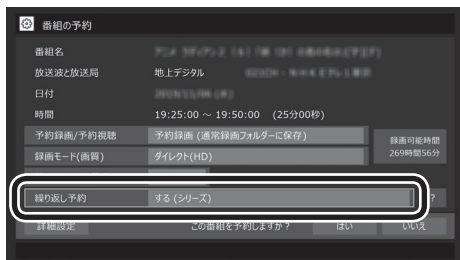 番組の予約
番組名
放送波と放送局 地上デジタル
日付
時間 19:25:00 ～ 19:50:00 (25分00秒)
予約録画/予約視聴 予約録画 (通常録画フォルダーに保存)
録画可能時間
269時間56分
録画モード(画質) ダイレクト(HD)
繰り返し予約 する (シリーズ) ?
詳細設定 この番組を予約しますか？ はい いいえ